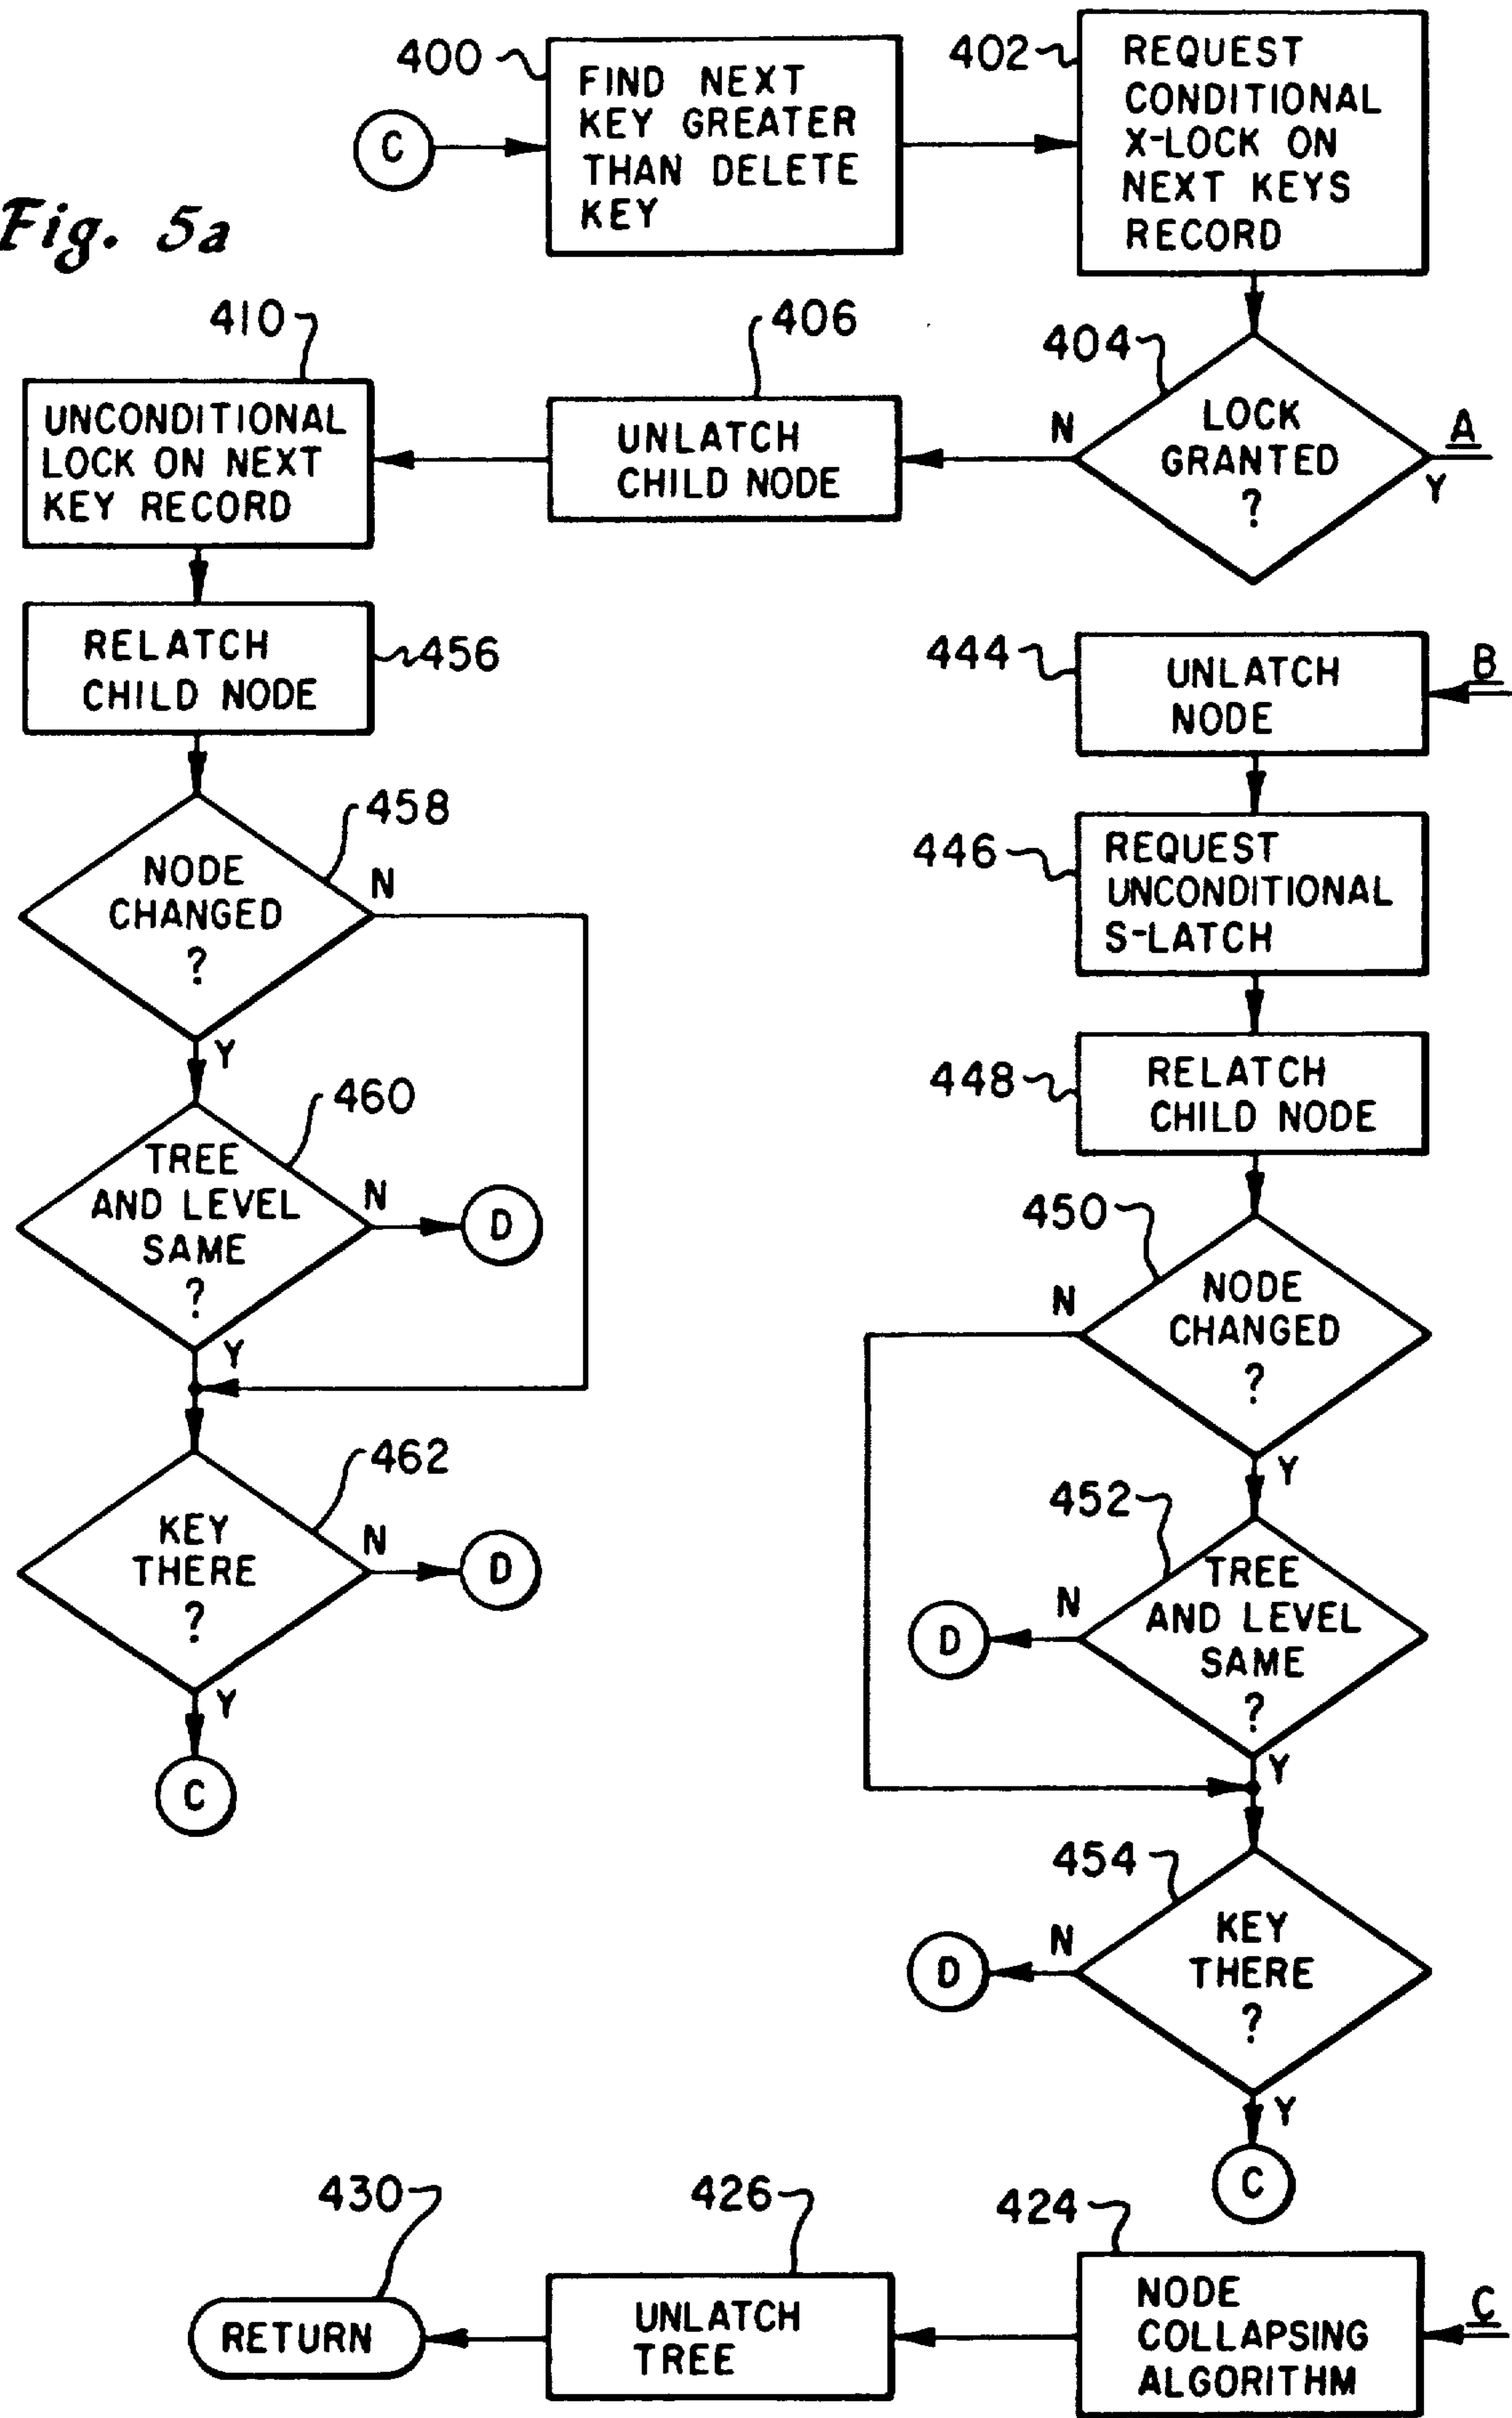 Fig. 5a
C
400
FIND NEXT
KEY GREATER
THAN DELETE
KEY
402
REQUEST
CONDITIONAL
X-LOCK ON
NEXT KEYS
RECORD
404
LOCK
GRANTED
?
N
Y
A
406
UNLATCH
CHILD NODE
410
UNCONDITIONAL
LOCK ON NEXT
KEY RECORD
RELATCH
CHILD NODE
456
458
NODE
CHANGED
?
N
Y
460
TREE
AND LEVEL
SAME
?
N
D
Y
462
KEY
THERE
?
N
D
Y
C
444
UNLATCH
NODE
B
446
REQUEST
UNCONDITIONAL
S-LATCH
448
RELATCH
CHILD NODE
450
NODE
CHANGED
?
N
Y
452
TREE
AND LEVEL
SAME
?
N
D
Y
454
KEY
THERE
?
N
D
Y
C
430
RETURN
426
UNLATCH
TREE
424
NODE
COLLAPSING
ALGORITHM
C